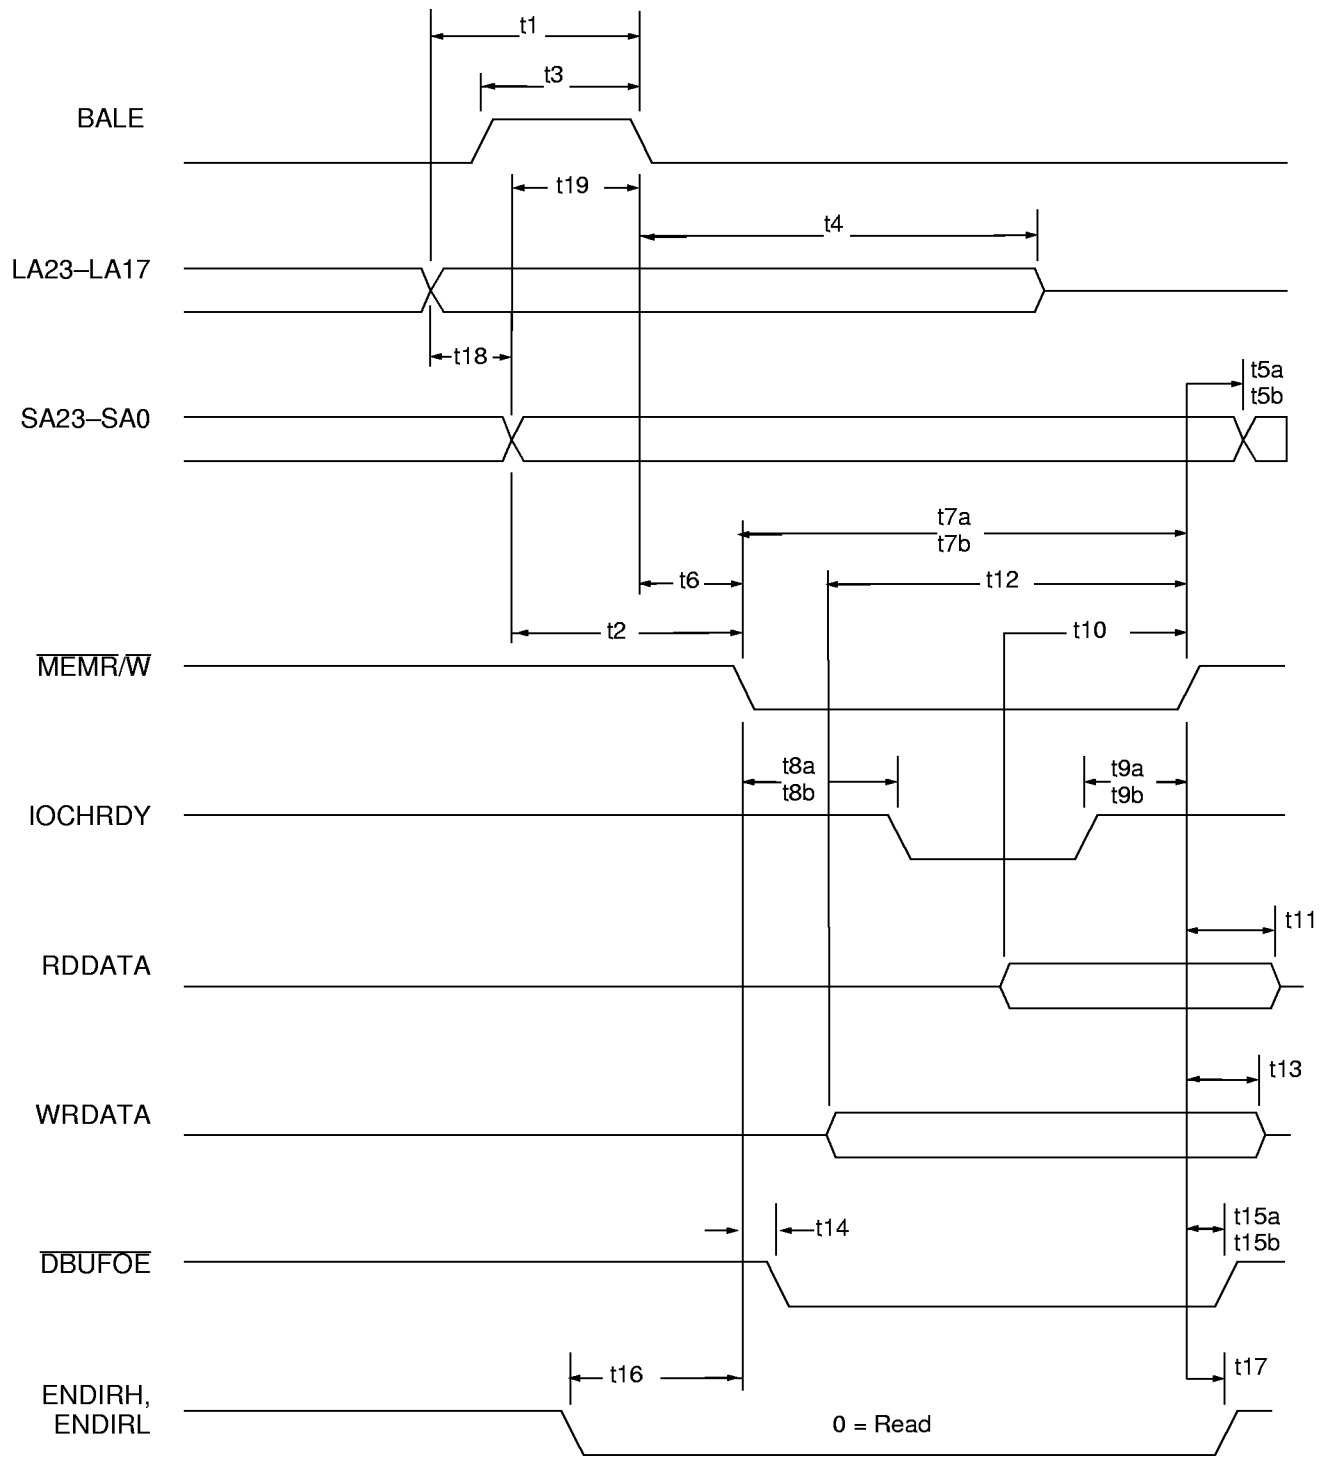 t1
t3
BALE
t19
t4
LA23–LA17
t18
t5a
t5b
SA23–SA0
t7a
t7b
t6
t12
t2
t10
MEMR/W
t8a
t8b
t9a
t9b
IOCHRDY
t11
RDDATA
t13
WRDATA
t14
t15a
t15b
DBUFOE
t16
t17
ENDIRH,
ENDIRL
0 = Read